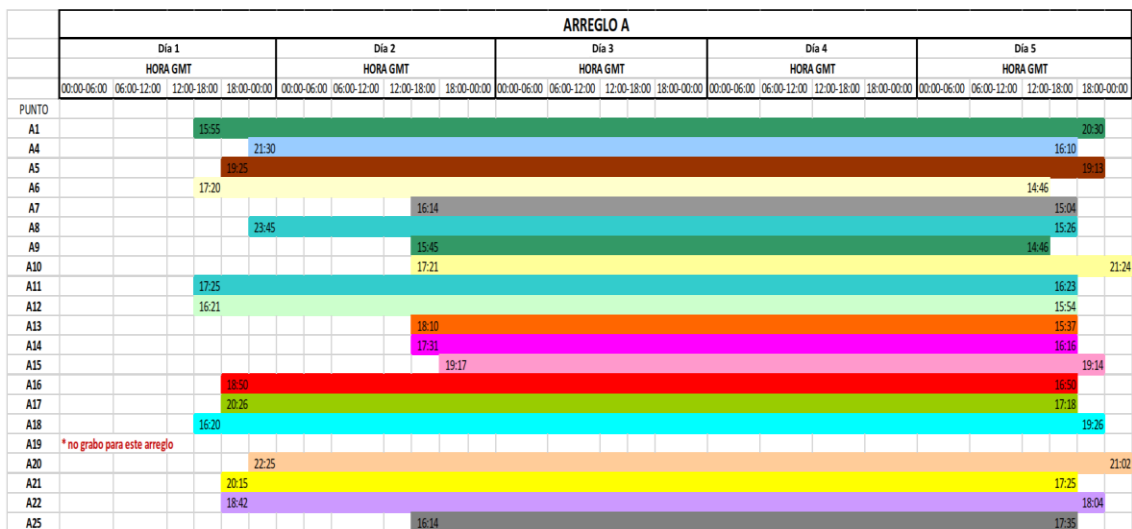 ARREGLO A
Día 1 Día 2 Día 3 Día 4 Día 5
HORA GMT HORA GMT HORA GMT HORA GMT HORA GMT
00:00-06:00 06:00-12:00 12:00-18:00 18:00-00:00 00:00-06:00 06:00-12:00 12:00-18:00 18:00-00:00 00:00-06:00 06:00-12:00 12:00-18:00 18:00-00:00 00:00-06:00 06:00-12:00 12:00-18:00 18:00-00:00 00:00-06:00 06:00-12:00 12:00-18:00 18:00-00:00
PUNTO
A1 15:55 20:30
A4 21:30 16:10
A5 19:25 19:13
A6 17:20 14:46
A7 16:14 15:04
A8 23:45 15:26
A9 15:45 14:46
A10 17:21 21:24
A11 17:25 16:23
A12 16:21 15:54
A13 18:10 15:37
A14 17:31 16:16
A15 19:17 19:14
A16 18:50 16:50
A17 20:26 17:18
A18 16:20 19:26
A19 * no grabo para este arreglo
A20 22:25 21:02
A21 20:15 17:25
A22 18:42 18:04
A25 16:14 17:35